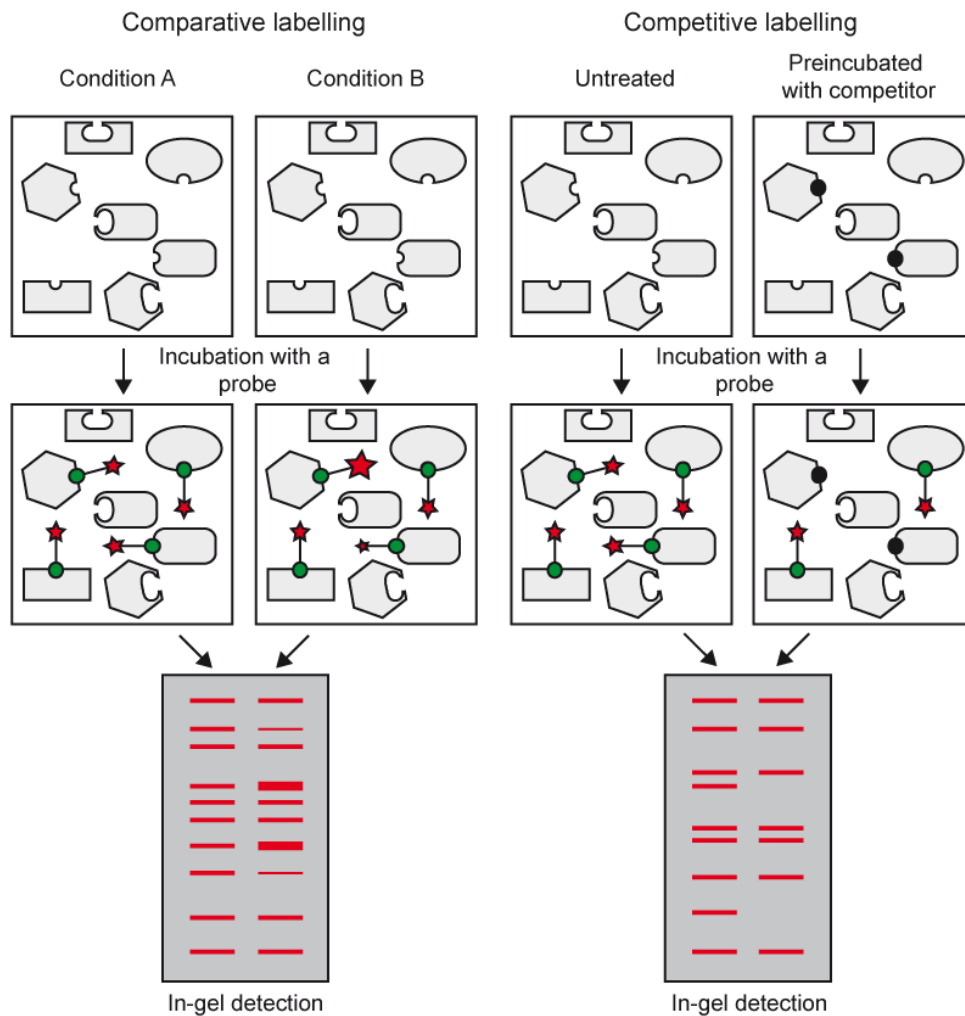 Comparative labelling
Competitive labelling
Condition A
Condition B
Untreated
Preincubated
with competitor
Incubation with a
probe
Incubation with a
probe
In-gel detection
In-gel detection